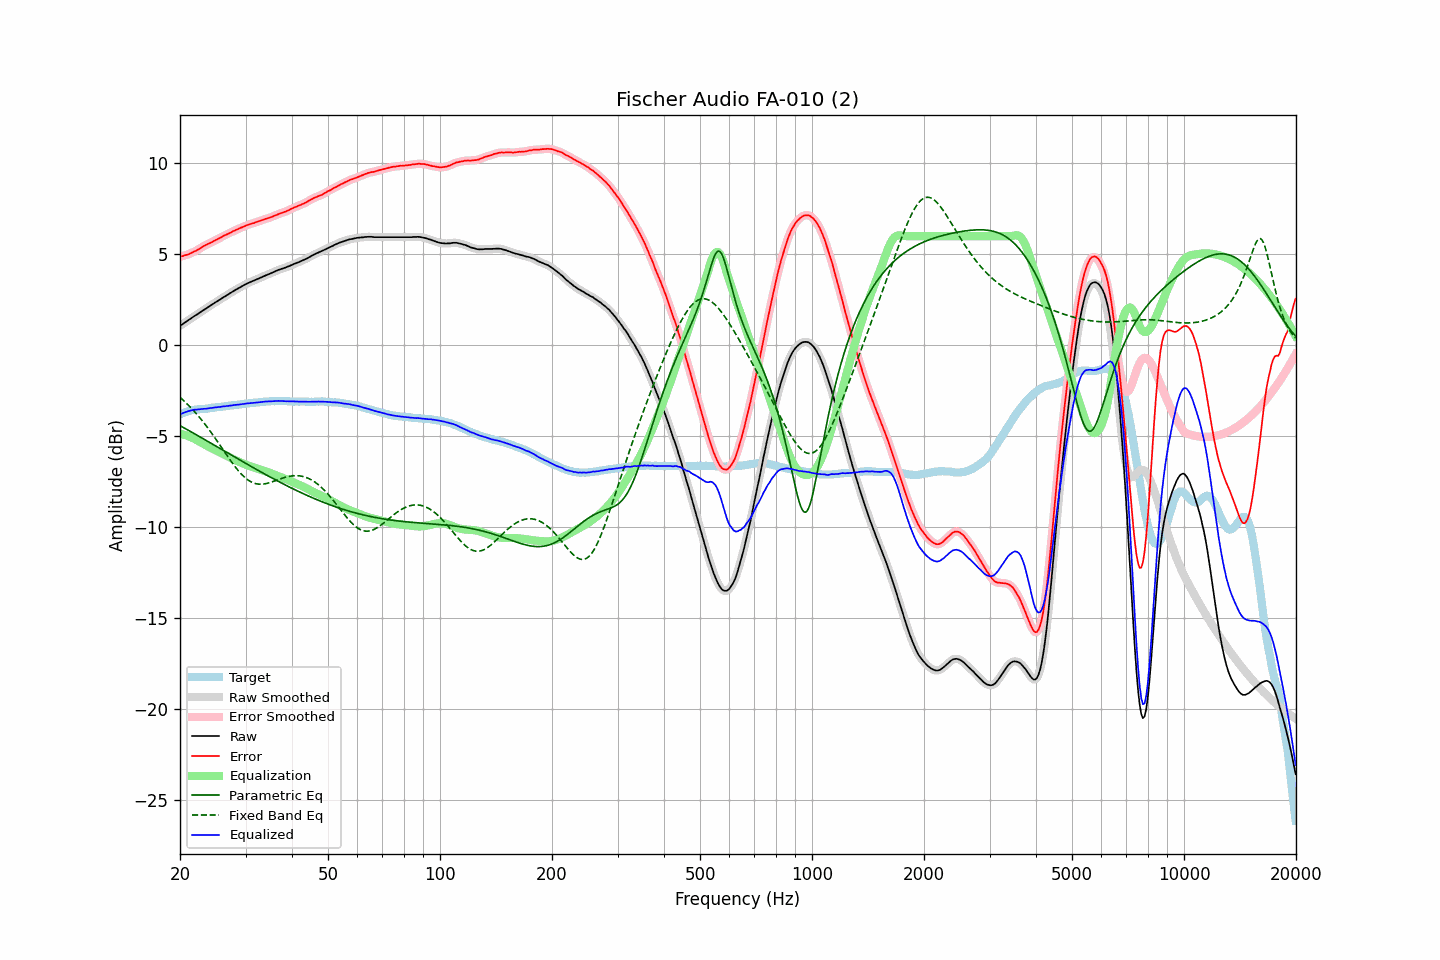 Fischer Audio FA-010 (2)
Amplitude (dBr)
10
5
0
−5
−10
−15
−20
−25
Target
Raw Smoothed
Error Smoothed
Raw
Error
Equalization
Parametric Eq
Fixed Band Eq
Equalized
20 50 100 200 500 1000 2000 5000 10000 20000
Frequency (Hz)